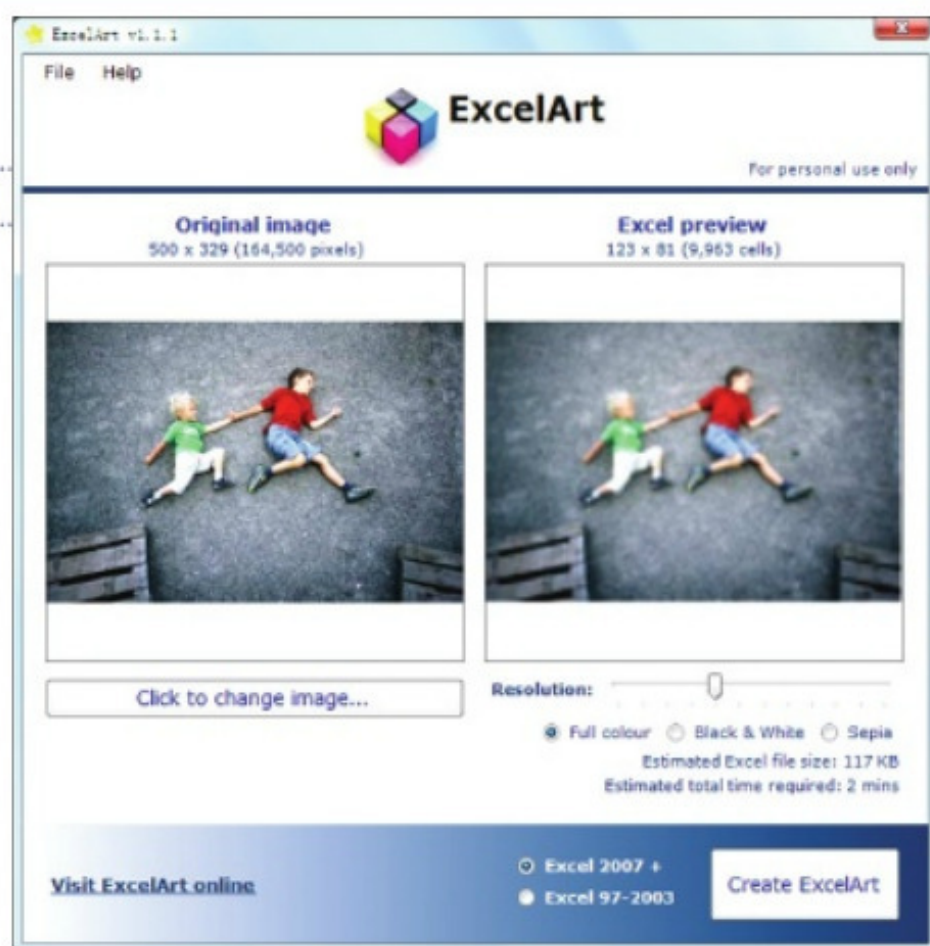 ExcelArt v1.1.1
File Help
ExcelArt
For personal use only
Original image
500 x 329 (164,500 pixels)
Excel preview
123 x 81 (9,963 cells)
Click to change image...
Resolution:
Full colour Black & White Sepia
Estimated Excel file size: 117 KB
Estimated total time required: 2 mins
Visit ExcelArt online
Excel 2007 +
Excel 97-2003
Create ExcelArt